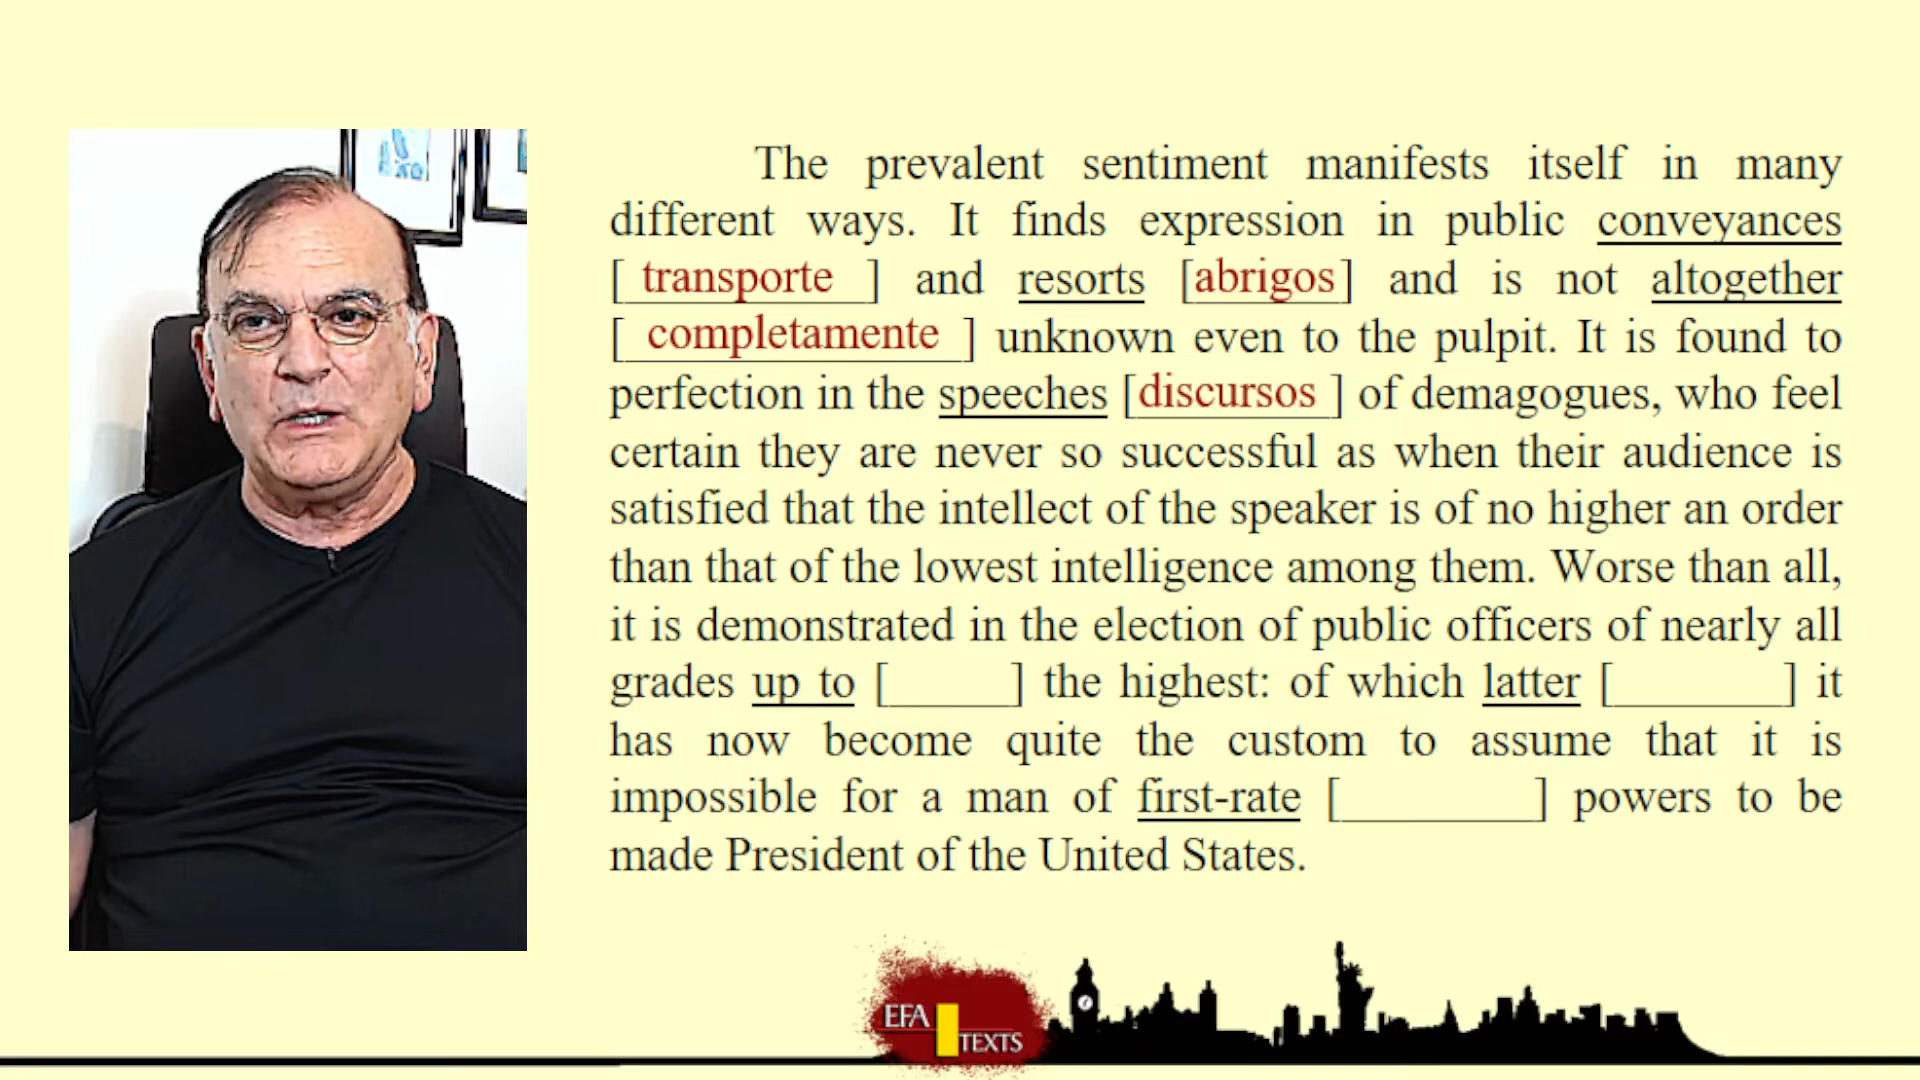 The prevalent sentiment manifests itself in many
different ways. It finds expression in public conveyances
[ transporte ] and resorts [abrigos] and is not altogether
[ completamente ] unknown even to the pulpit. It is found to
perfection in the speeches [discursos ] of demagogues, who feel
certain they are never so successful as when their audience is
satisfied that the intellect of the speaker is of no higher an order
than that of the lowest intelligence among them. Worse than all,
it is demonstrated in the election of public officers of nearly all
grades up to [_____] the highest: of which latter [_______] it
has now become quite the custom to assume that it is
impossible for a man of first-rate [________] powers to be
made President of the United States.
EFA
TEXTS